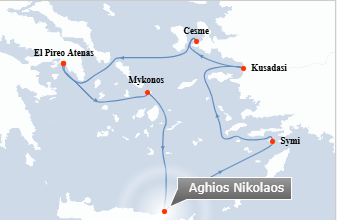 Cesme
El Pireo Atenas
Kusadasi
Mykonos
Symi
Aghios Nikolaos